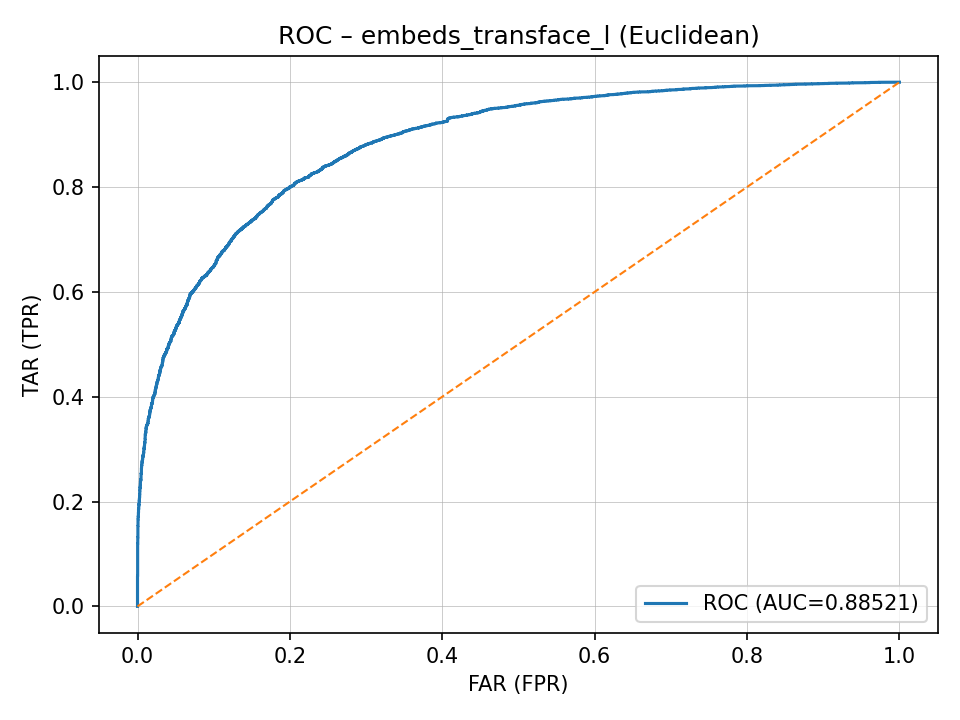 ROC – embeds_transface_l (Euclidean)
TAR (TPR)
1.0
0.8
0.6
0.4
0.2
0.0
ROC (AUC=0.88521)
0.0 0.2 0.4 0.6 0.8 1.0
FAR (FPR)